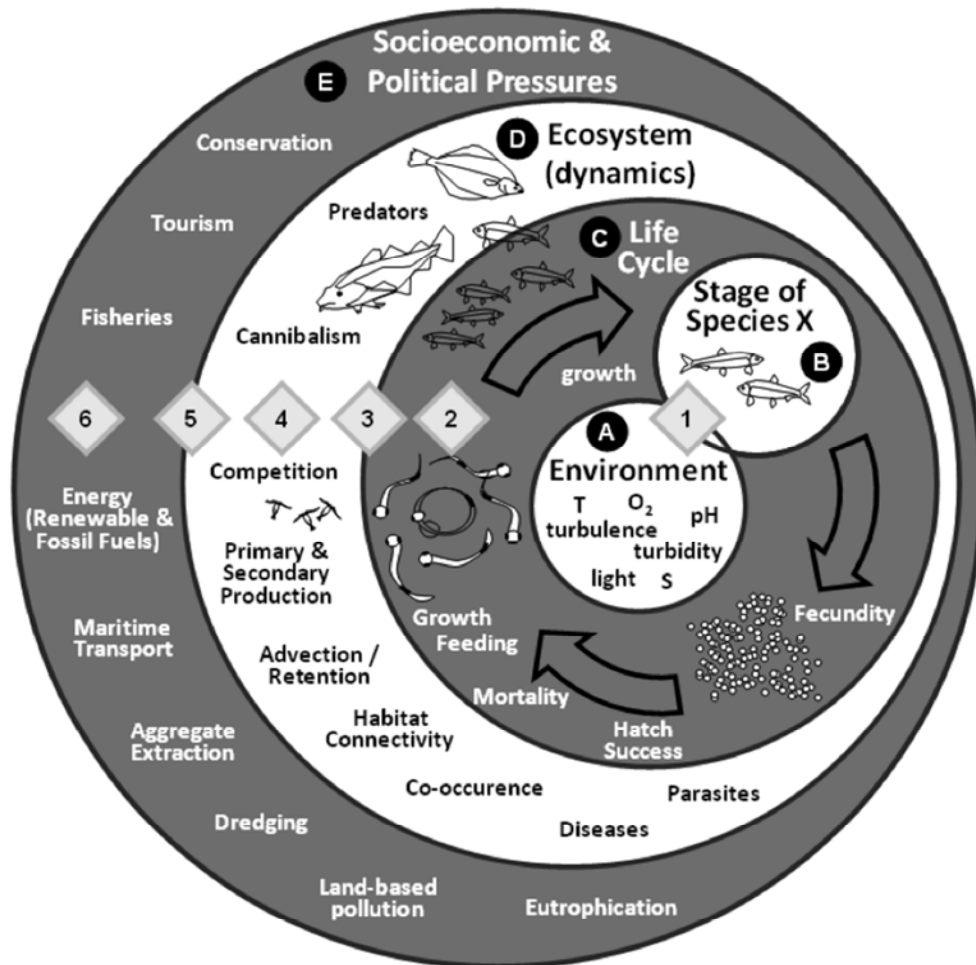 Socioeconomic &
E Political Pressures
Conservation
D Ecosystem
(dynamics)
Tourism
Predators
C Life
Cycle
Fisheries
Cannibalism
Stage of
Species X
B
growth
6 5 4 3 2 1
A
Environment
T O2 pH
turbulence
turbidity
light S
Competition
Energy
(Renewable &
Fossil Fuels)
Primary &
Secondary
Production
Growth
Feeding
Fecundity
Maritime
Transport
Advection /
Retention
Mortality
Hatch
Success
Aggregate
Extraction
Habitat
Connectivity
Co-occurence
Parasites
Diseases
Dredging
Land-based
pollution
Eutrophication